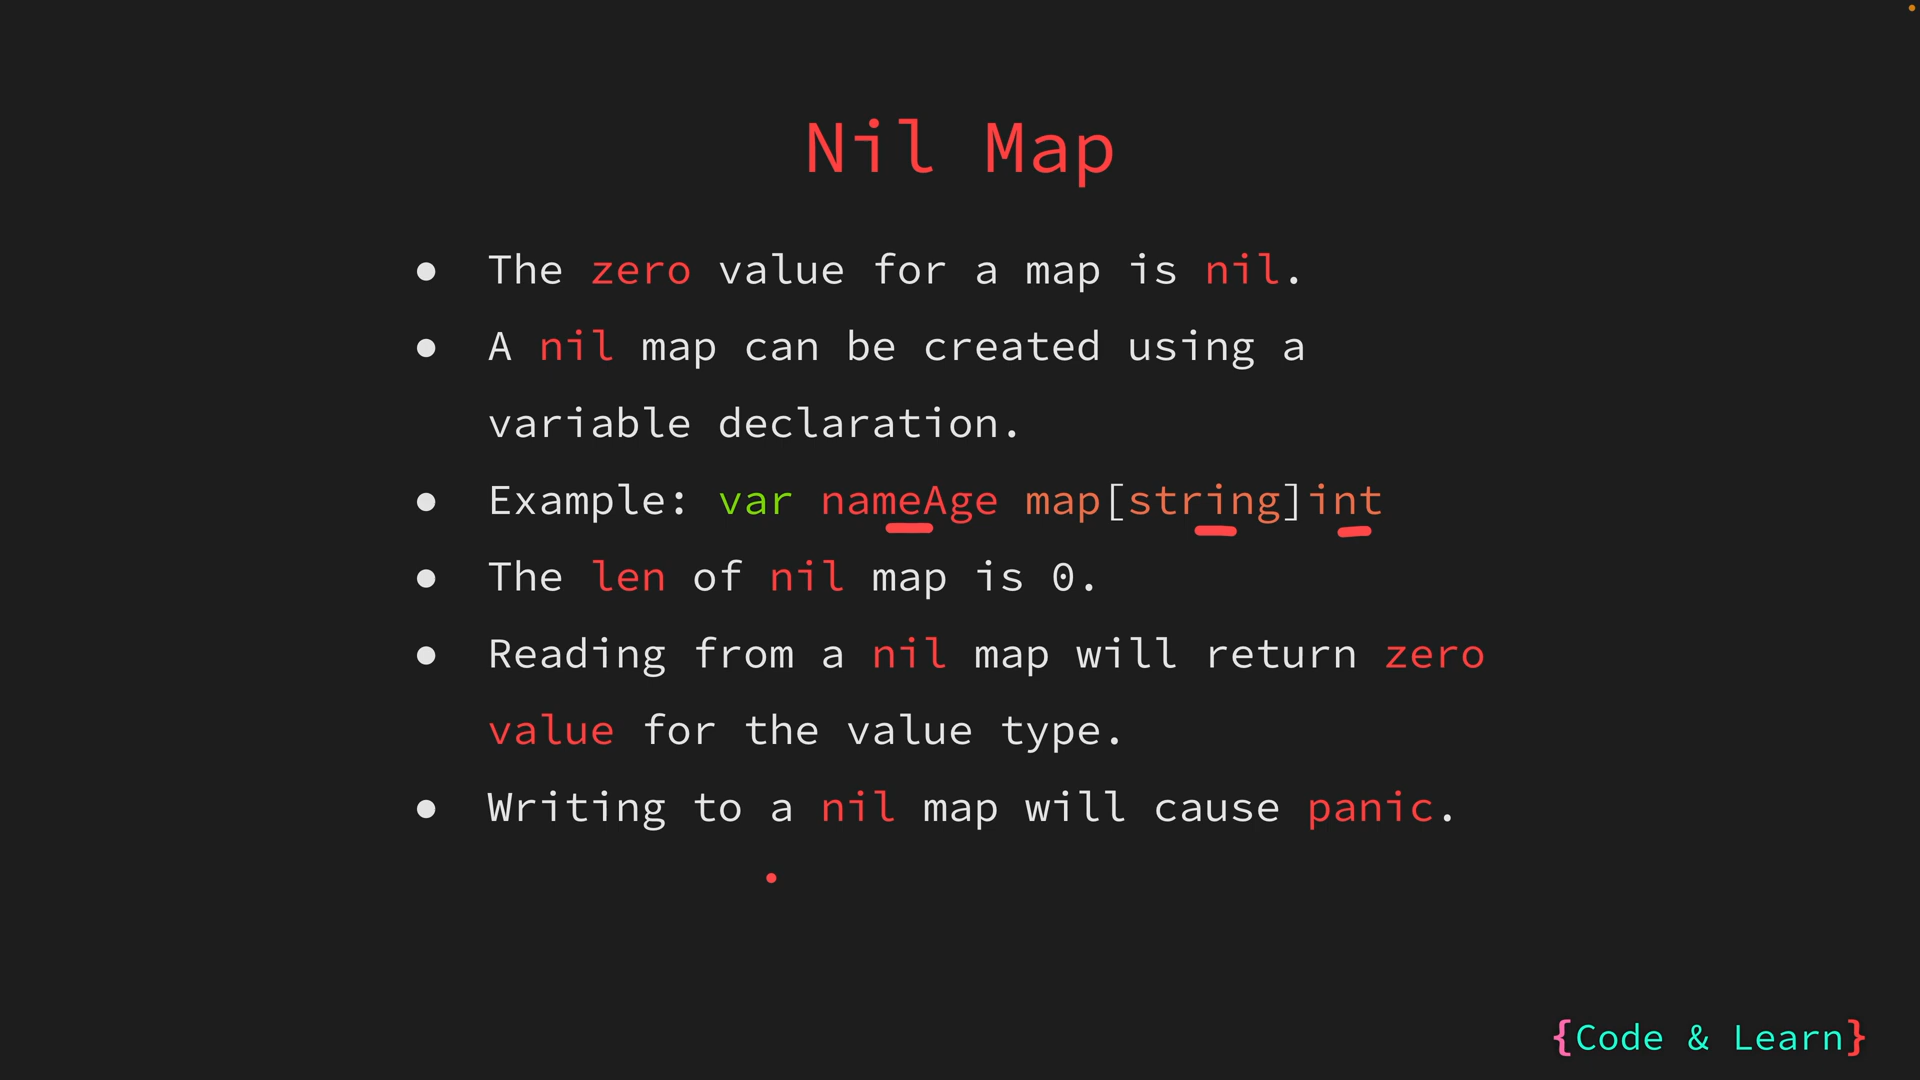 Nil Map
● The zero value for a map is nil.
● A nil map can be created using a
variable declaration.
● Example: var nameAge map[string]int
● The len of nil map is 0.
● Reading from a nil map will return zero
value for the value type.
● Writing to a nil map will cause panic.
{Code & Learn}